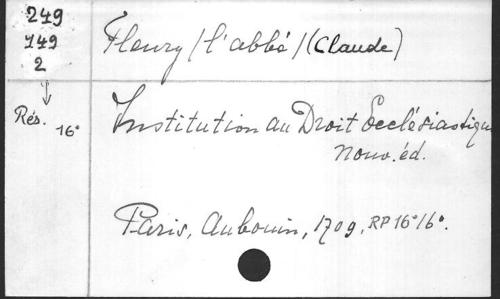 249
749
2
Fleury (l'abbé) (Claude)
Rés. 16°
Institution au Droit Ecclésiastique
nouv. éd.
Paris, Aubouin, 1709, RP 16° 16°.